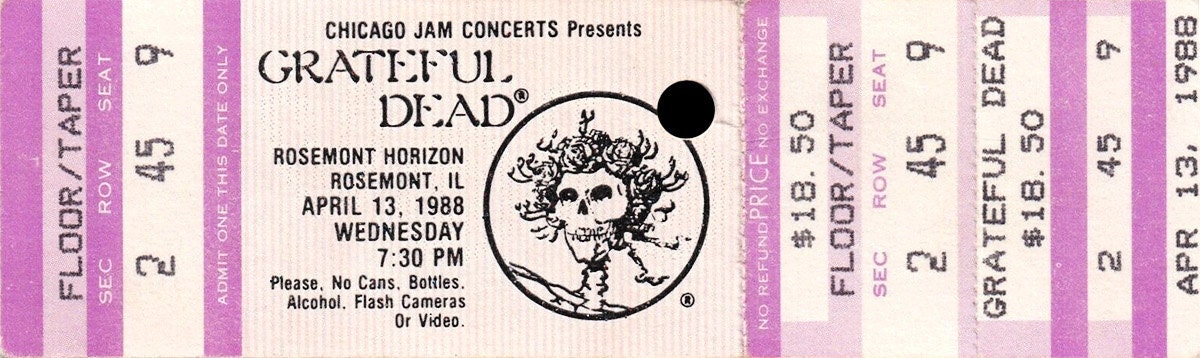 FLOOR/TAPER
SEC ROW SEAT
2 45 9
ADMIT ONE THIS DATE ONLY
CHICAGO JAM CONCERTS Presents
GRATEFUL
DEAD®
ROSEMONT HORIZON
ROSEMONT, IL
APRIL 13, 1988
WEDNESDAY
7:30 PM
Please, No Cans, Bottles,
Alcohol, Flash Cameras
Or Video.
®
NO REFUND PRICE NO EXCHANGE
$18.50
FLOOR/TAPER
SEC ROW SEAT
2 45 9
GRATEFUL DEAD
$18.50
2 45 9
APR 13, 1988